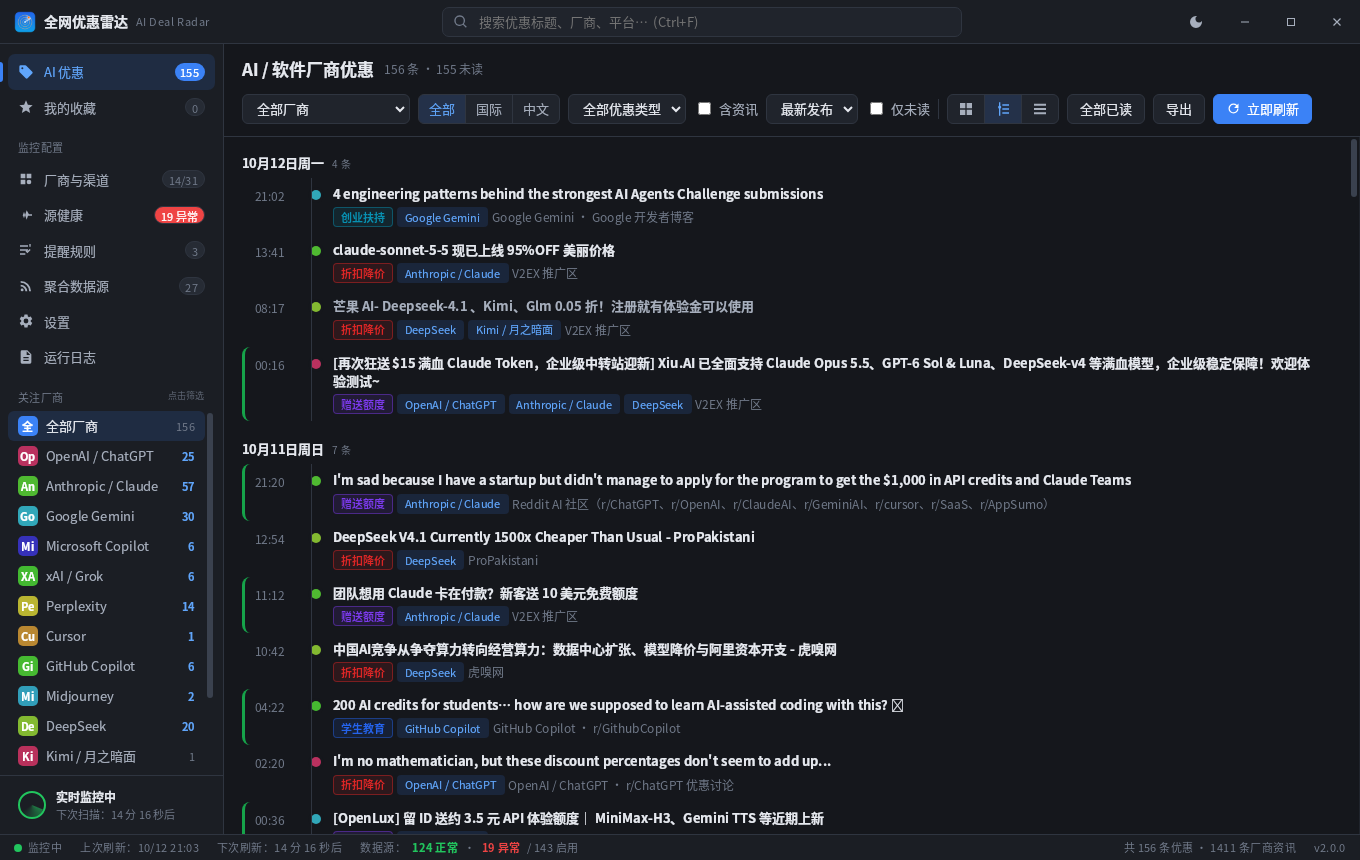 全网优惠雷达 AI Deal Radar
搜索优惠标题、厂商、平台… (Ctrl+F)
AI 优惠 155
我的收藏 0
监控配置
厂商与渠道 14/31
源健康 19 异常
提醒规则 3
聚合数据源 27
设置
运行日志
关注厂商 点击筛选
全 全部厂商 156
Op OpenAI / ChatGPT 25
An Anthropic / Claude 57
Go Google Gemini 30
Mi Microsoft Copilot 6
XA xAI / Grok 6
Pe Perplexity 14
Cu Cursor 1
Gi GitHub Copilot 6
Mi Midjourney 2
De DeepSeek 20
Ki Kimi / 月之暗面 1
实时监控中
下次扫描：14 分 16 秒后
AI / 软件厂商优惠 156 条 · 155 未读
全部厂商 全部 国际 中文 全部优惠类型 含资讯 最新发布 仅未读 全部已读 导出 立即刷新
10月12日周一 4 条
21:02 4 engineering patterns behind the strongest AI Agents Challenge submissions
创业扶持 Google Gemini Google Gemini · Google 开发者博客
13:41 claude-sonnet-5-5 现已上线 95%OFF 美丽价格
折扣降价 Anthropic / Claude V2EX 推广区
08:17 芒果 AI- Deepseek-4.1 、Kimi、Glm 0.05 折！注册就有体验金可以使用
折扣降价 DeepSeek Kimi / 月之暗面 V2EX 推广区
00:16 [再次狂送 $15 满血 Claude Token，企业级中转站迎新] Xiu.AI 已全面支持 Claude Opus 5.5、GPT-6 Sol & Luna、DeepSeek-v4 等满血模型，企业级稳定保障！欢迎体
验测试~
赠送额度 OpenAI / ChatGPT Anthropic / Claude DeepSeek V2EX 推广区
10月11日周日 7 条
21:20 I'm sad because I have a startup but didn't manage to apply for the program to get the $1,000 in API credits and Claude Teams
赠送额度 Anthropic / Claude Reddit AI 社区（r/ChatGPT、r/OpenAI、r/ClaudeAI、r/GeminiAI、r/cursor、r/SaaS、r/AppSumo）
12:54 DeepSeek V4.1 Currently 1500x Cheaper Than Usual - ProPakistani
折扣降价 DeepSeek ProPakistani
11:12 团队想用 Claude 卡在付款？新客送 10 美元免费额度
赠送额度 Anthropic / Claude V2EX 推广区
10:42 中国AI竞争从争夺算力转向经营算力：数据中心扩张、模型降价与阿里资本开支 - 虎嗅网
折扣降价 DeepSeek 虎嗅网
04:22 200 AI credits for students… how are we supposed to learn AI-assisted coding with this?
学生教育 GitHub Copilot GitHub Copilot · r/GithubCopilot
02:20 I'm no mathematician, but these discount percentages don't seem to add up...
折扣降价 OpenAI / ChatGPT OpenAI / ChatGPT · r/ChatGPT 优惠讨论
00:36 [OpenLux] 留 ID 送约 3.5 元 API 体验额度｜ MiniMax-H3、Gemini TTS 等近期上新
监控中 上次刷新：10/12 21:03 下次刷新：14 分 16 秒后 数据源： 124 正常 · 19 异常 / 143 启用 共 156 条优惠 · 1411 条厂商资讯 v2.0.0